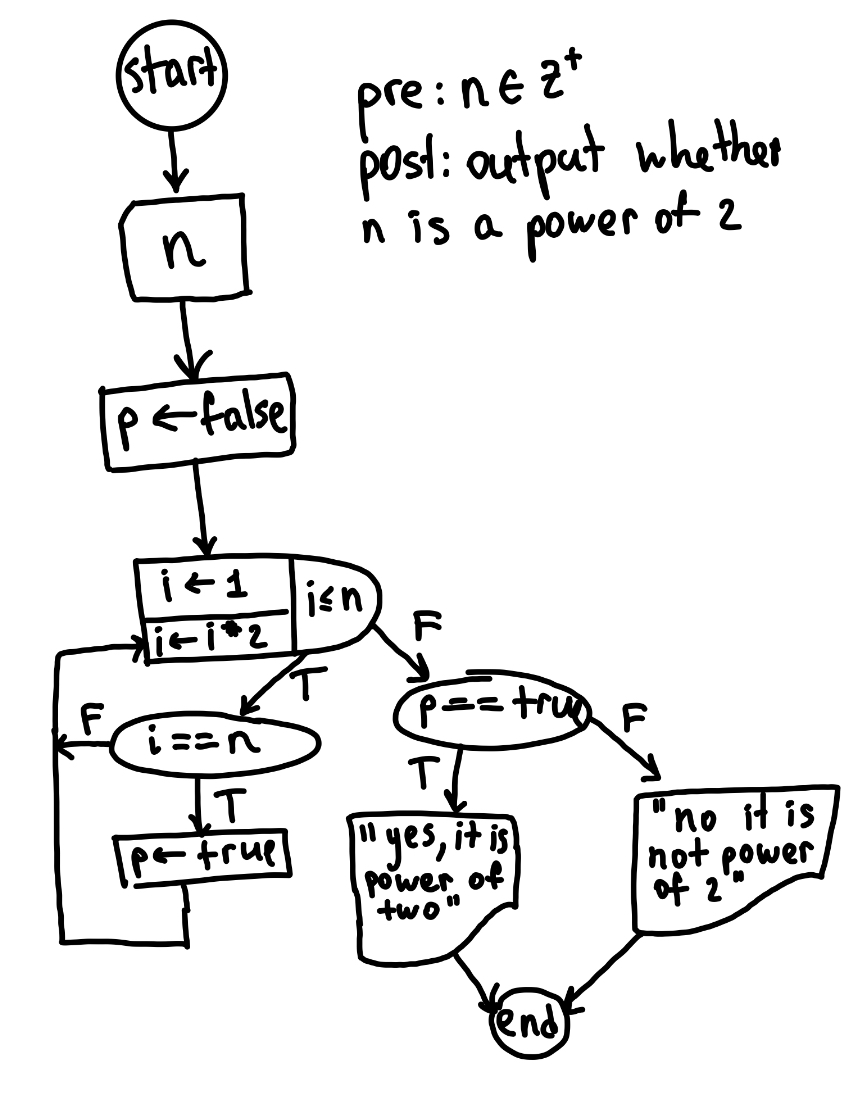 start
pre: n ∈ Z⁺
post: output whether
n is a power of 2
n
p ← false
i ← 1
i ≤ n
i ← i * 2
F
T
p == true
F
i == n
F
T
T
"no it is
not power
of 2"
"yes, it is
power of
two"
p ← true
end